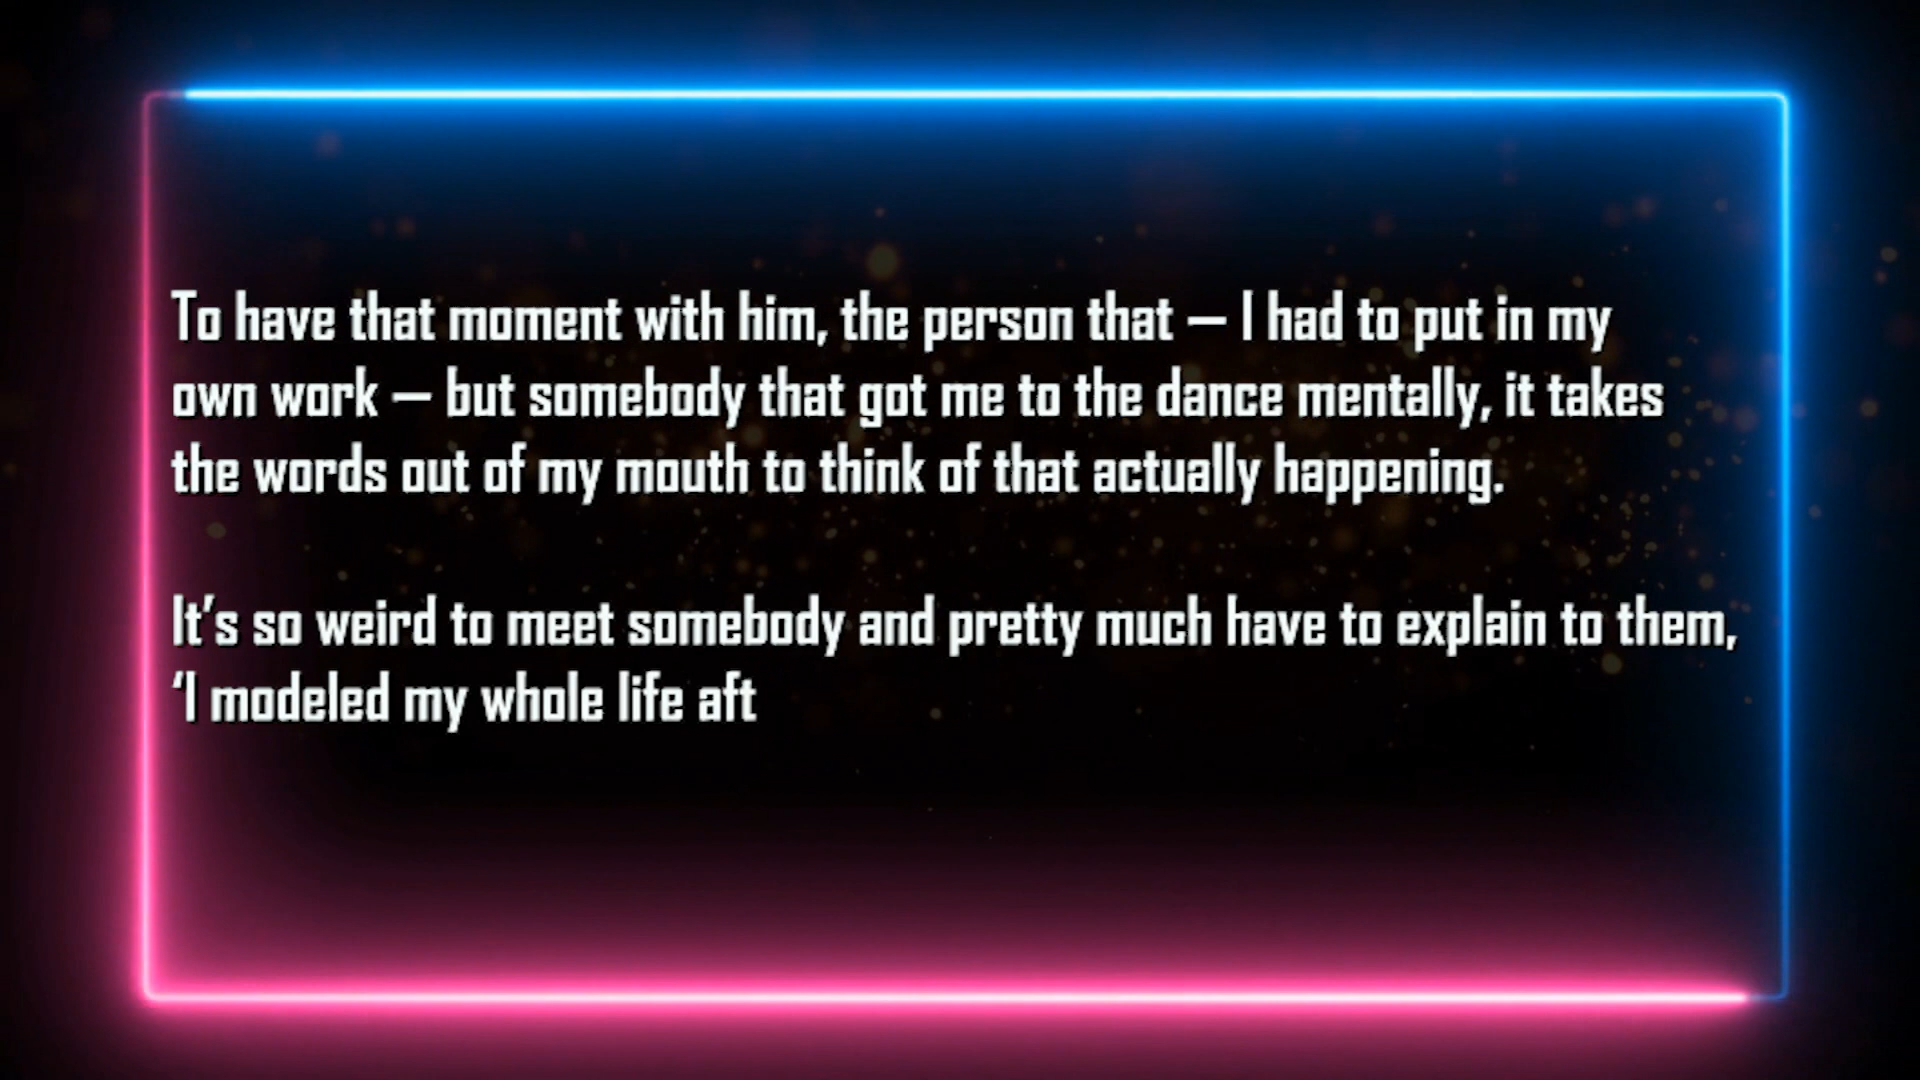 To have that moment with him, the person that – I had to put in my
own work – but somebody that got me to the dance mentally, it takes
the words out of my mouth to think of that actually happening.
It’s so weird to meet somebody and pretty much have to explain to them,
‘I modeled my whole life aft